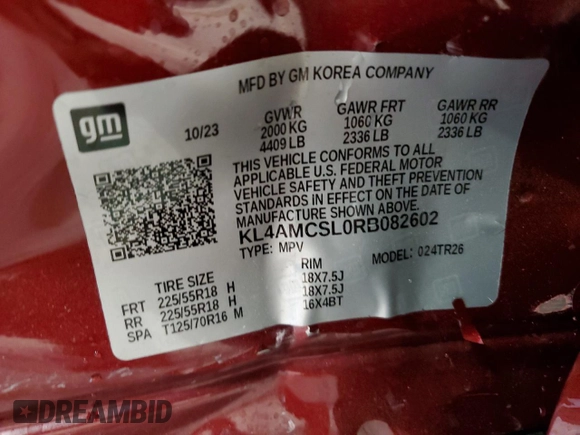 MFD BY GM KOREA COMPANY
gm
10/23
GVWR GAWR FRT GAWR RR
2000 KG 1060 KG 1060 KG
4409 LB 2336 LB 2336 LB
THIS VEHICLE CONFORMS TO ALL
APPLICABLE U.S. FEDERAL MOTOR
VEHICLE SAFETY AND THEFT PREVENTION
STANDARDS IN EFFECT ON THE DATE OF
MANUFACTURE SHOWN ABOVE.
KL4AMCSL0RB082602
TYPE: MPV MODEL: 024TR26
TIRE SIZE RIM
FRT 225/55R18 H 18X7.5J
RR 225/55R18 H 18X7.5J
SPA T125/70R16 M 16X4BT
DREAMBID